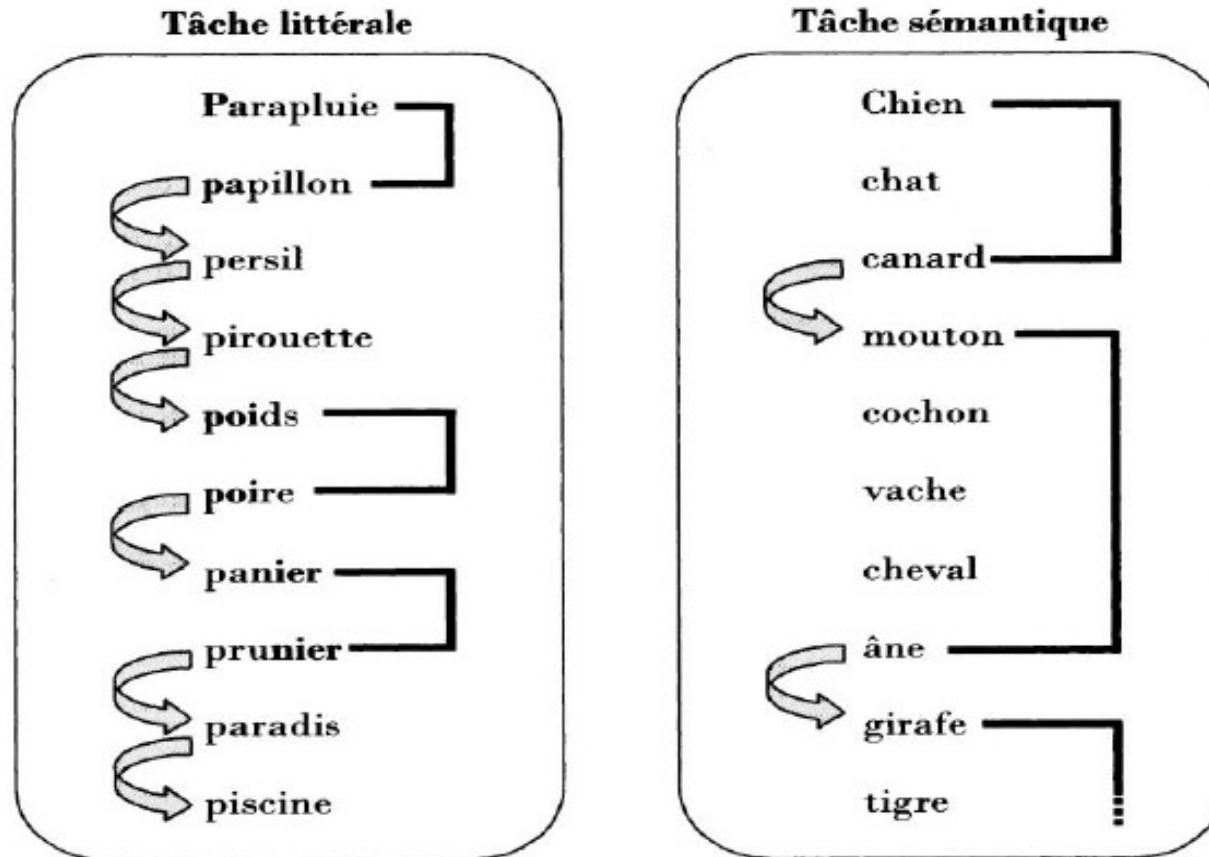 Tâche littérale
Parapluie
papillon
persil
pirouette
poids
poire
panier
prunier
paradis
piscine
Tâche sémantique
Chien
chat
canard
mouton
cochon
vache
cheval
âne
girafe
tigre